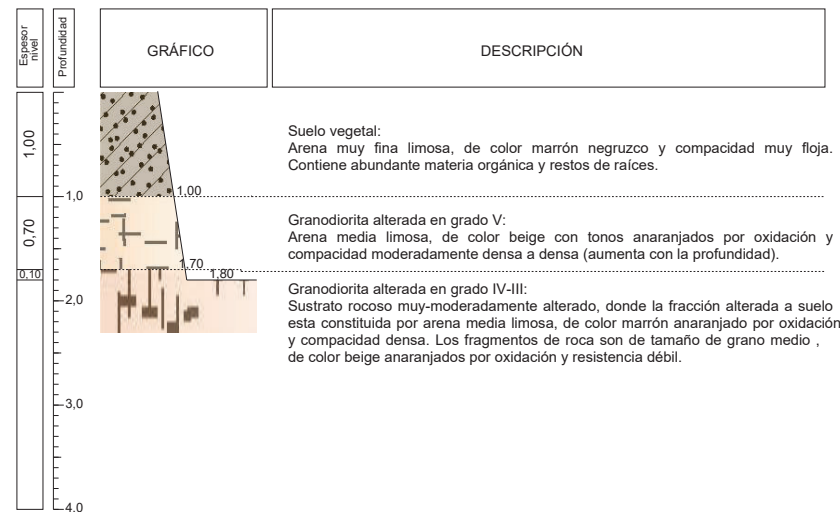 Espesor
nivel
Profundidad
GRÁFICO
DESCRIPCIÓN
1,00
Suelo vegetal:
Arena muy fina limosa, de color marrón negruzco y compacidad muy floja.
Contiene abundante materia orgánica y restos de raíces.
1,0
1,00
0,70
Granodiorita alterada en grado V:
Arena media limosa, de color beige con tonos anaranjados por oxidación y
compacidad moderadamente densa a densa (aumenta con la profundidad).
1,70
0,10
1,80
Granodiorita alterada en grado IV-III:
Sustrato rocoso muy-moderadamente alterado, donde la fracción alterada a suelo
esta constituida por arena media limosa, de color marrón anaranjado por oxidación
y compacidad densa. Los fragmentos de roca son de tamaño de grano medio ,
de color beige anaranjados por oxidación y resistencia débil.
2,0
3,0
4,0